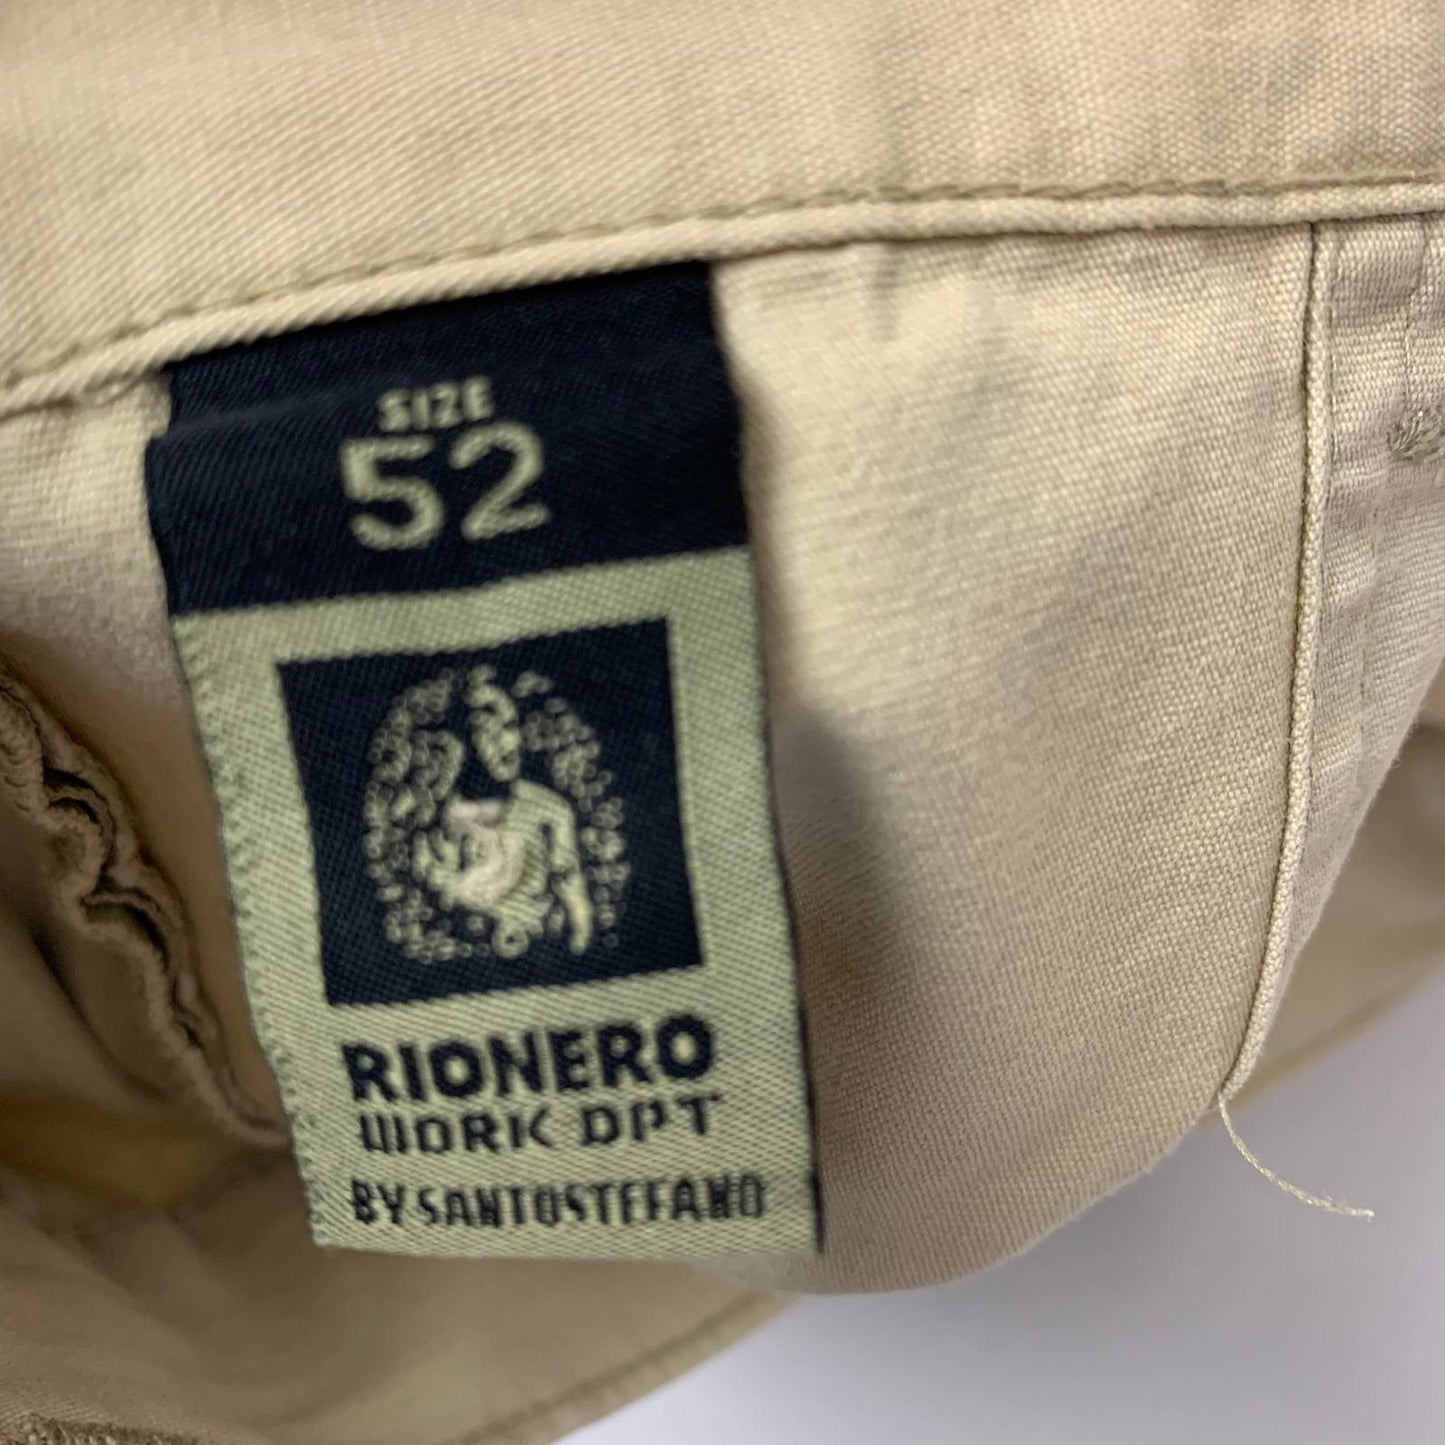 SIZE
52
RIONERO
WORK DPT
BY SANTOSTEFANO